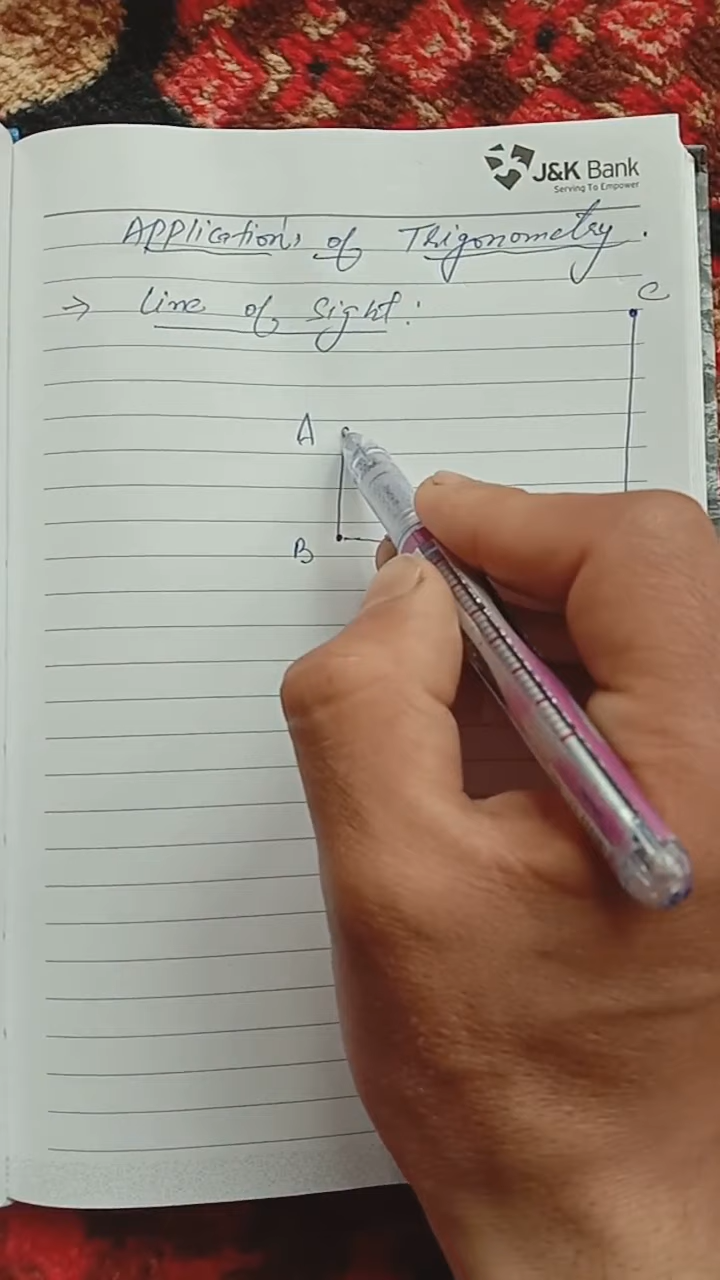 J&K Bank
Serving To Empower
Applications of Trigonometry.
→ Line of Sight:
C
A
B